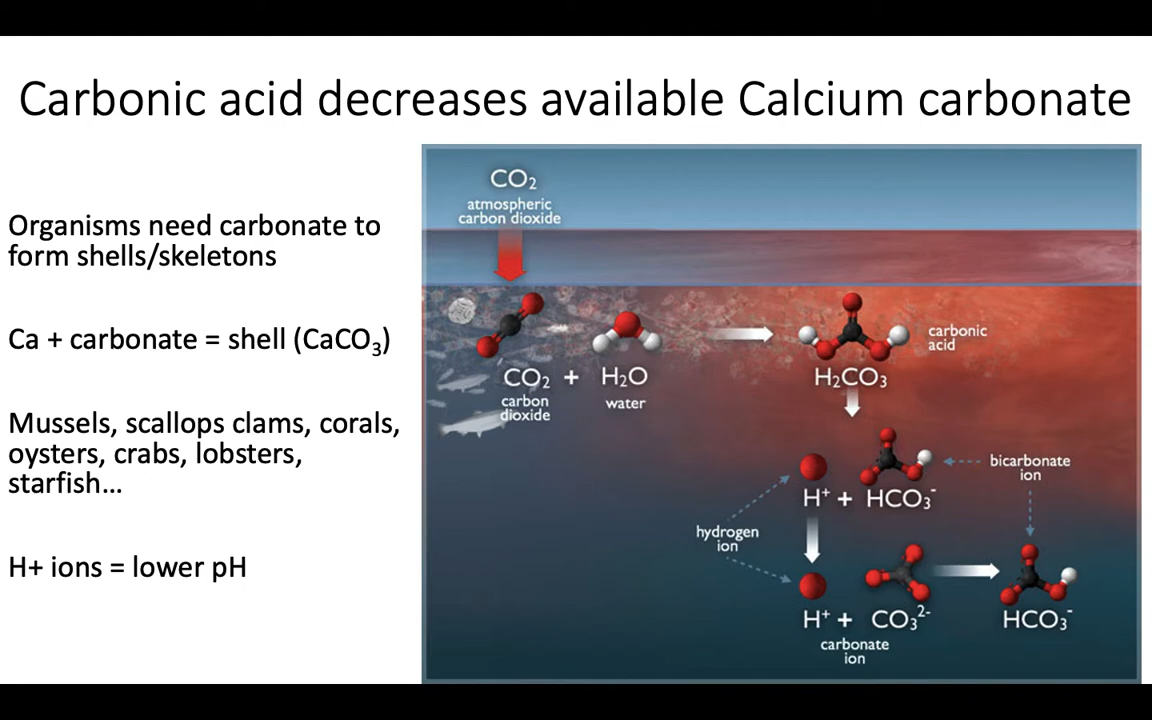 Carbonic acid decreases available Calcium carbonate
Organisms need carbonate to
form shells/skeletons
Ca + carbonate = shell (CaCO₃)
Mussels, scallops clams, corals,
oysters, crabs, lobsters,
starfish…
H+ ions = lower pH
CO₂
atmospheric
carbon dioxide
CO₂ + H₂O
carbon
dioxide
water
carbonic
acid
H₂CO₃
bicarbonate
ion
H⁺ + HCO₃⁻
hydrogen
ion
H⁺ + CO₃²⁻
carbonate
ion
HCO₃⁻